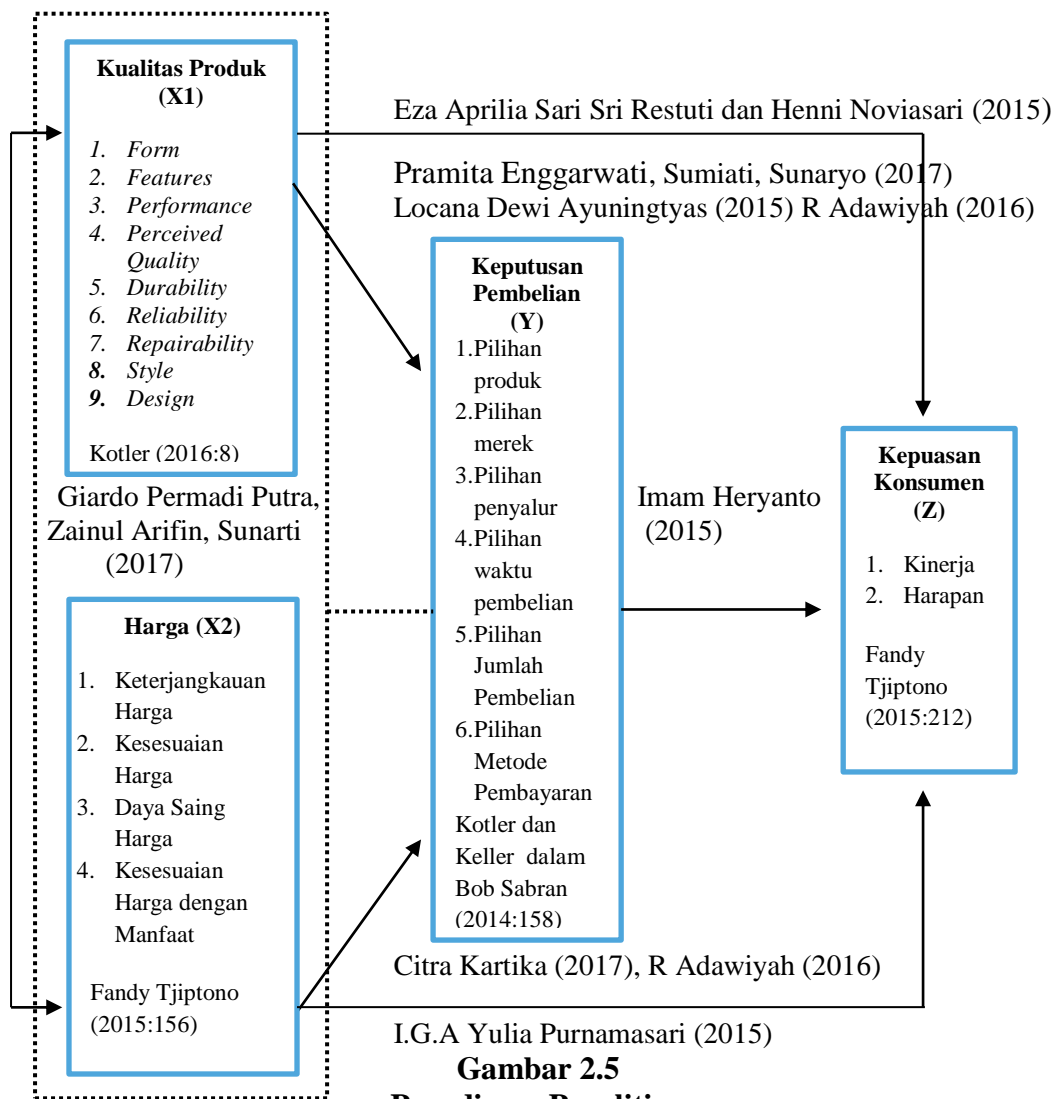 Kualitas Produk
(X1)
1. Form
2. Features
3. Performance
4. Perceived
Quality
5. Durability
6. Reliability
7. Repairability
8. Style
9. Design
Kotler (2016:8)
Eza Aprilia Sari Sri Restuti dan Henni Noviasari (2015)
Pramita Enggarwati, Sumiati, Sunaryo (2017)
Locana Dewi Ayuningtyas (2015) R Adawiyah (2016)
Giardo Permadi Putra,
Zainul Arifin, Sunarti
(2017)
Harga (X2)
1. Keterjangkauan
Harga
2. Kesesuaian
Harga
3. Daya Saing
Harga
4. Kesesuaian
Harga dengan
Manfaat
Fandy Tjiptono
(2015:156)
Keputusan
Pembelian
(Y)
1.Pilihan
produk
2.Pilihan
merek
3.Pilihan
penyalur
4.Pilihan
waktu
pembelian
5.Pilihan
Jumlah
Pembelian
6.Pilihan
Metode
Pembayaran
Kotler dan
Keller dalam
Bob Sabran
(2014:158)
Imam Heryanto
(2015)
Kepuasan
Konsumen
(Z)
1. Kinerja
2. Harapan
Fandy
Tjiptono
(2015:212)
Citra Kartika (2017), R Adawiyah (2016)
I.G.A Yulia Purnamasari (2015)
Gambar 2.5